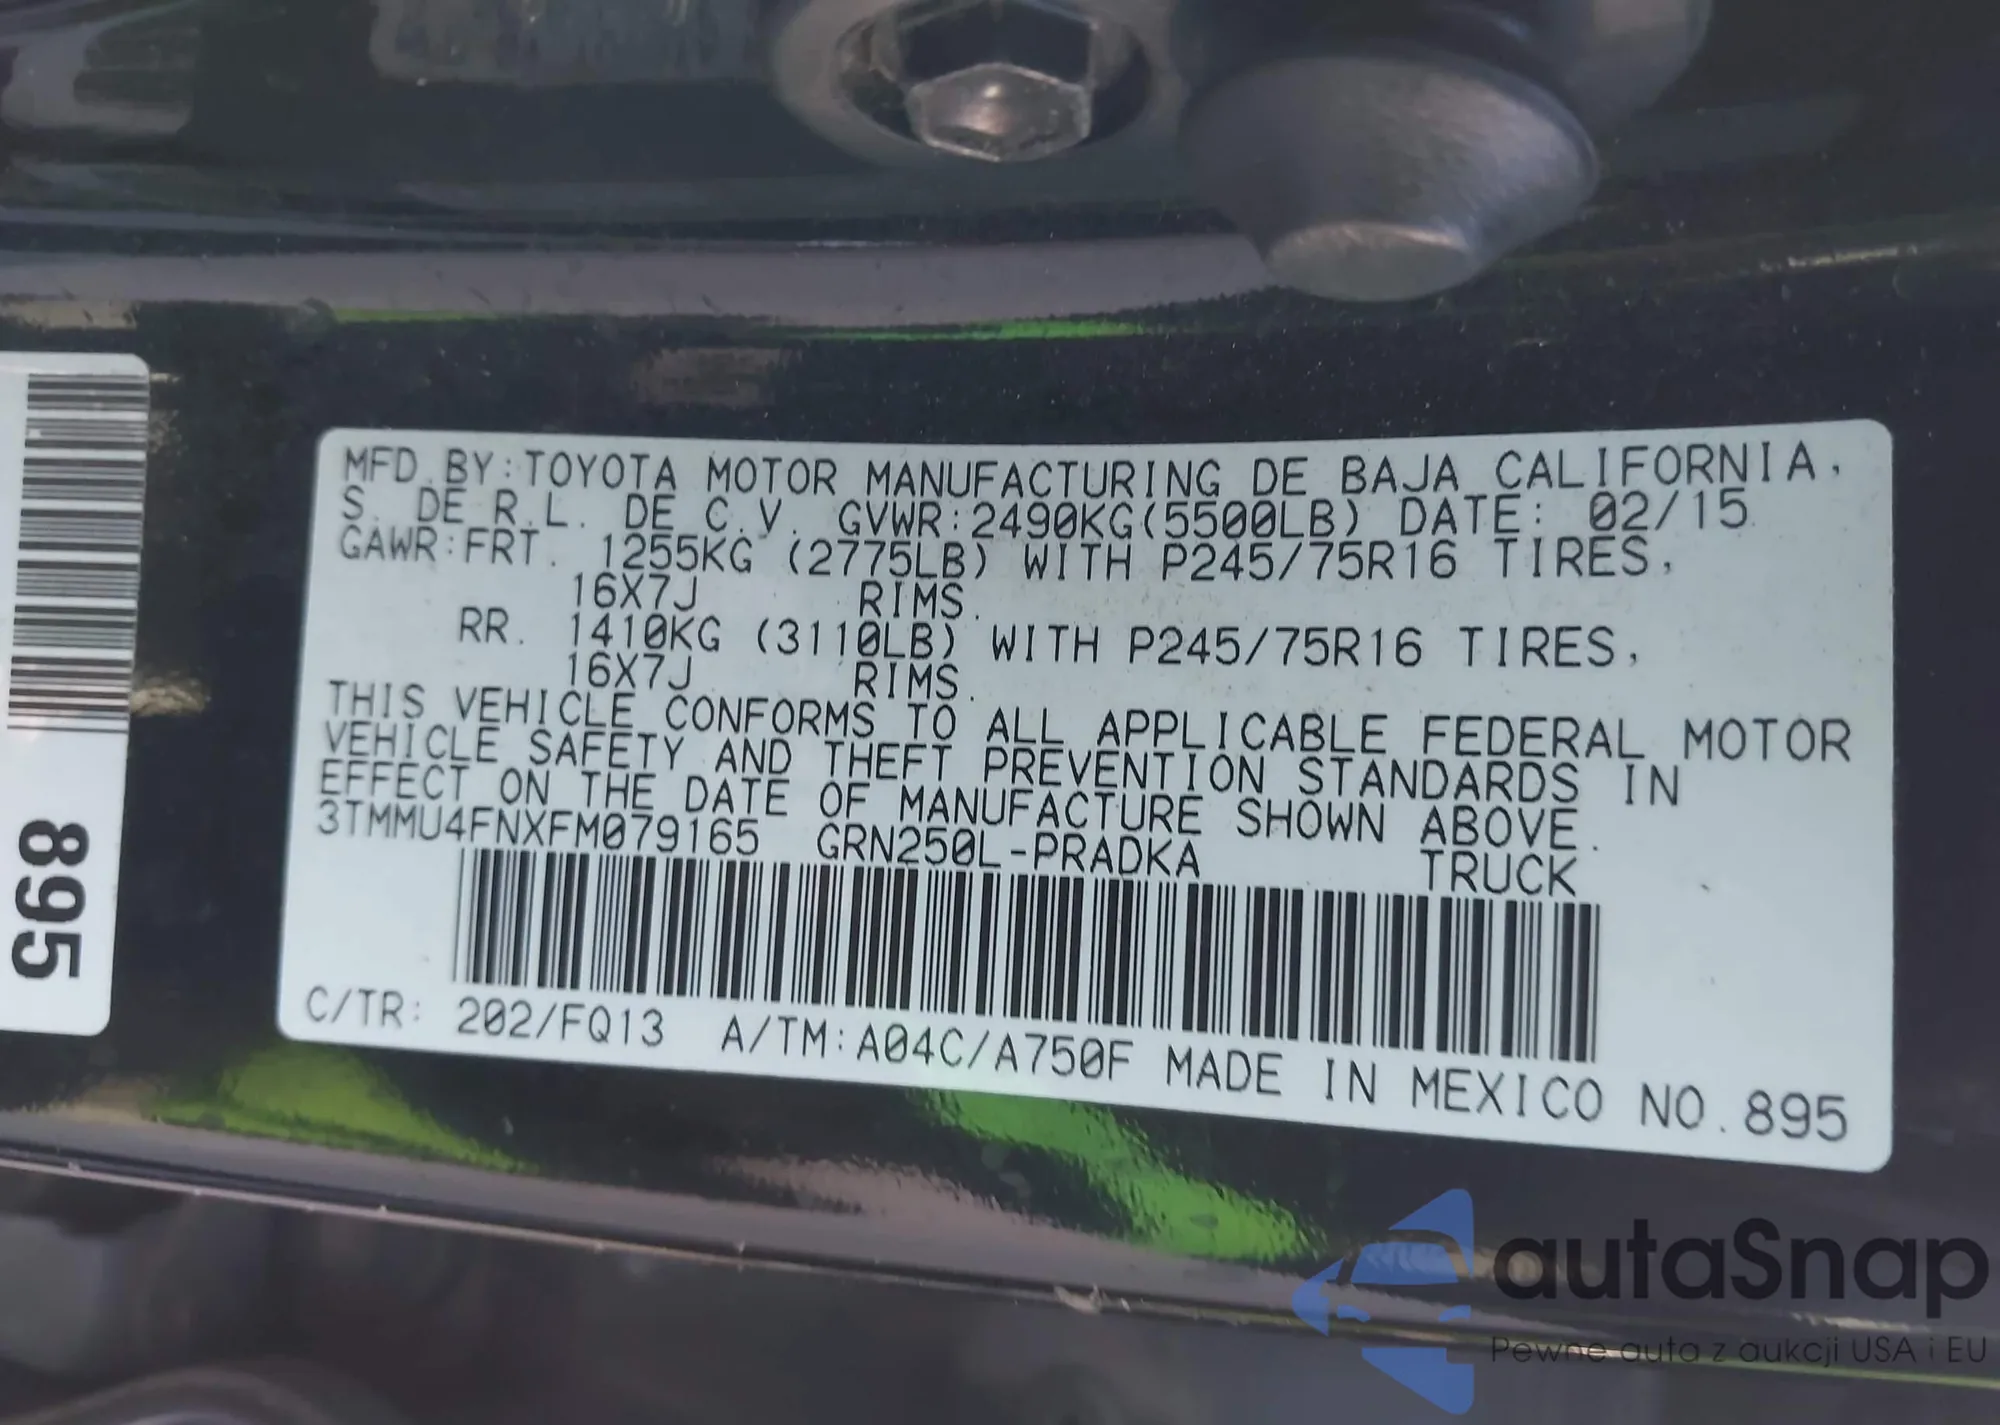 MFD.BY:TOYOTA MOTOR MANUFACTURING DE BAJA CALIFORNIA,
S. DE R.L. DE C.V. GVWR:2490KG(5500LB) DATE: 02/15
GAWR:FRT. 1255KG (2775LB) WITH P245/75R16 TIRES,
16X7J RIMS.
RR. 1410KG (3110LB) WITH P245/75R16 TIRES,
16X7J RIMS.
THIS VEHICLE CONFORMS TO ALL APPLICABLE FEDERAL MOTOR
VEHICLE SAFETY AND THEFT PREVENTION STANDARDS IN
EFFECT ON THE DATE OF MANUFACTURE SHOWN ABOVE.
3TMMU4FNXFM079165 GRN250L-PRADKA TRUCK
C/TR: 202/FQ13 A/TM:A04C/A750F MADE IN MEXICO NO.895
895
autaSnap
Pewne auta z aukcji USA i EU